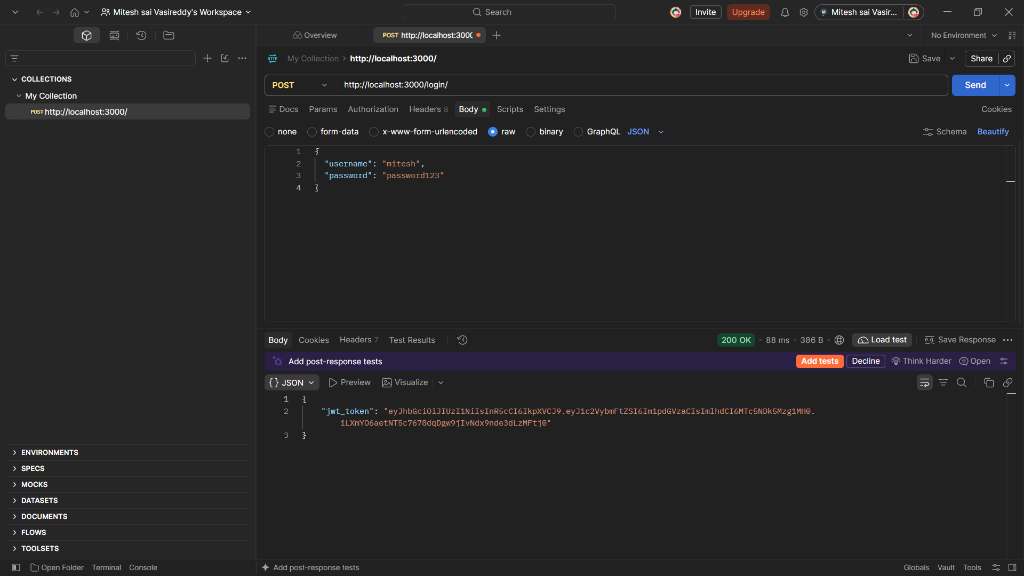 Mitesh sai Vasireddy's Workspace
Search
Invite
Upgrade
Mitesh sai Vasir...
Overview
POST http://localhost:3000
No Environment
My Collection > http://localhost:3000/
Save
Share
COLLECTIONS
My Collection
POST http://localhost:3000/
POST
http://localhost:3000/login/
Send
Docs Params Authorization Headers 8 Body Scripts Settings
Cookies
none form-data x-www-form-urlencoded raw binary GraphQL JSON
Schema Beautify
1 {
2 "username": "mitesh",
3 "password": "password123"
4 }
Body Cookies Headers 7 Test Results
200 OK 88 ms 386 B
Load test
Save Response
Add post-response tests
Add tests
Decline
Think Harder
Open
{ } JSON
Preview
Visualize
1 {
2 "jwt_token":
3 }
ENVIRONMENTS
SPECS
MOCKS
DATASETS
DOCUMENTS
FLOWS
TOOLSETS
Open Folder Terminal Console
Add post-response tests
Globals Vault Tools